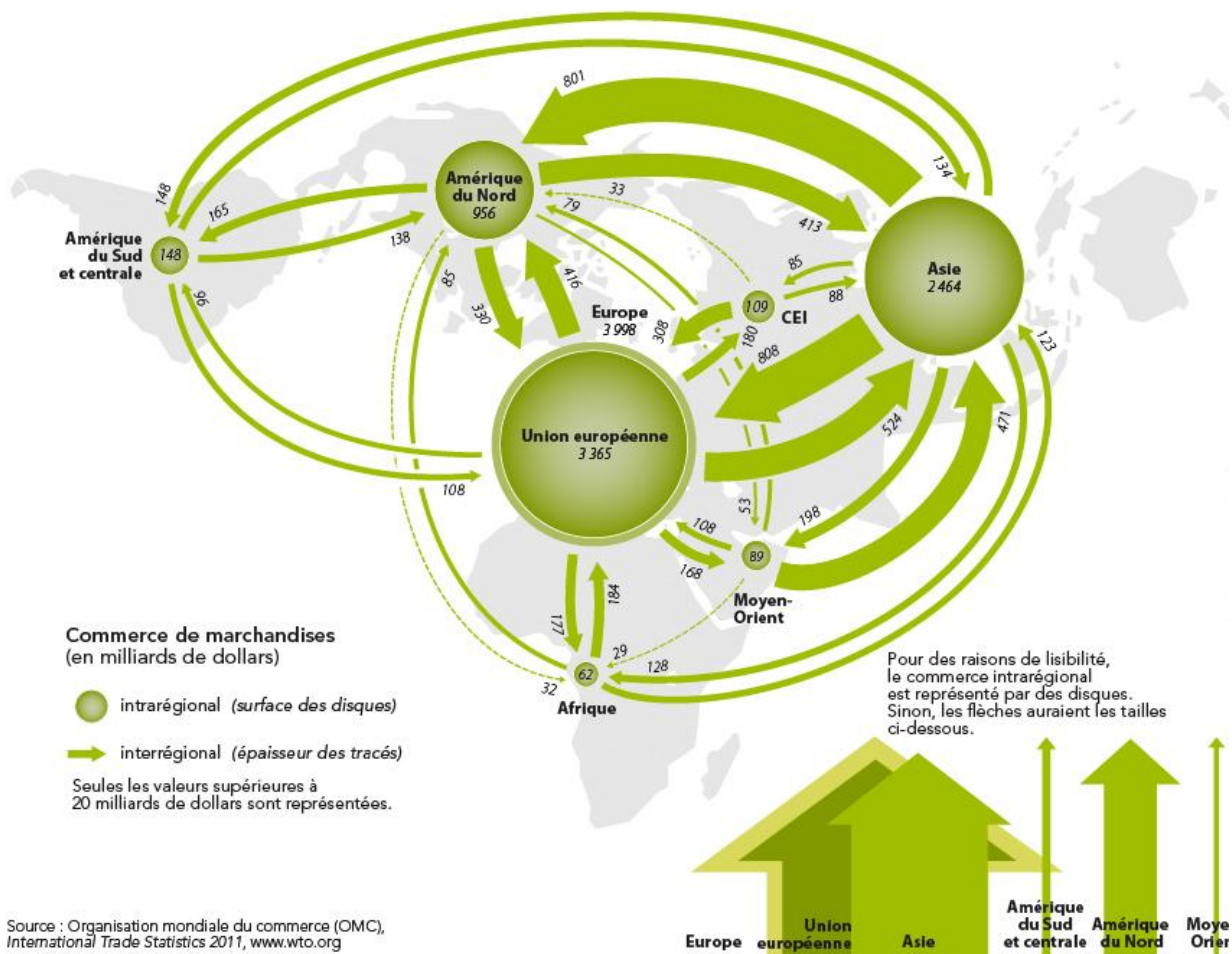 801
134
148
Amérique
du Nord
956
33
79
165
138
413
Amérique
du Sud
et centrale
148
85
Asie
2 464
96
85
88
416
330
Europe
3 998
308
109
CEI
180
808
123
Union européenne
3 365
524
471
108
53
198
108
89
168
Moyen-
Orient
184
177
29
128
62
32
Afrique
Commerce de marchandises
(en milliards de dollars)
intrarégional (surface des disques)
interrégional (épaisseur des tracés)
Seules les valeurs supérieures à
20 milliards de dollars sont représentées.
Pour des raisons de lisibilité,
le commerce intrarégional
est représenté par des disques.
Sinon, les flèches auraient les tailles
ci-dessous.
Europe
Union
européenne
Asie
Amérique
du Sud
et centrale
Amérique
du Nord
Moye
Orien
Source : Organisation mondiale du commerce (OMC),
International Trade Statistics 2011, www.wto.org